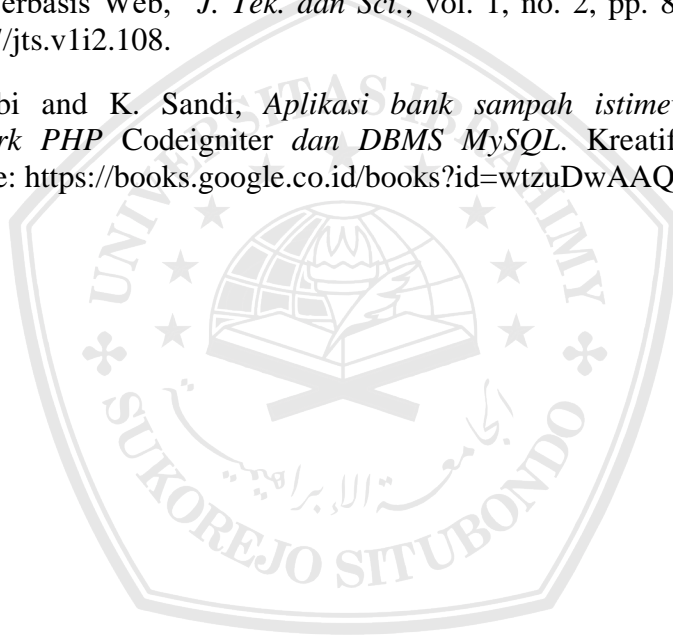 erbasis Web,” J. Tek. dan Sci., vol. 1, no. 2, pp. 8
//jts.v1i2.108.
bi and K. Sandi, Aplikasi bank sampah istime
rk PHP Codeigniter dan DBMS MySQL. Kreatif
e: https://books.google.co.id/books?id=wtzuDwAAQ
UNIVERSITAS IBRAHIMY
الجامعة الإبراهيمية
SUKOREJO SITUBONDO